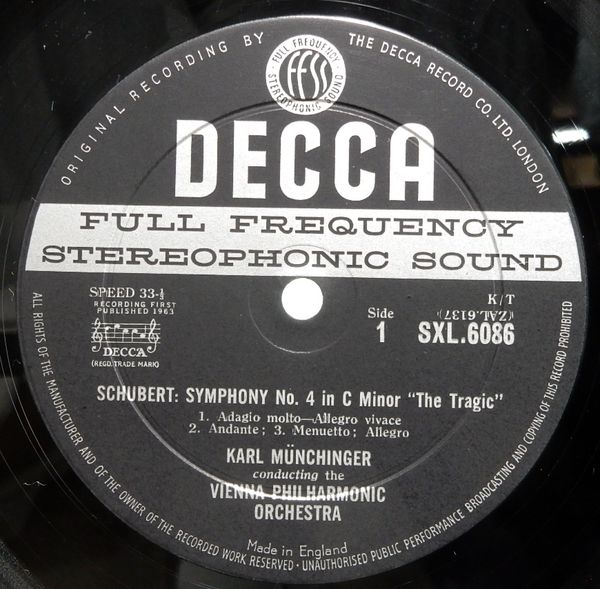 ORIGINAL RECORDING BY
THE DECCA RECORD CO. LTD. LONDON
· FULL FREQUENCY ·
FFSS
STEREOPHONIC SOUND
DECCA
FULL FREQUENCY
STEREOPHONIC SOUND
SPEED 33-⅓
RECORDING FIRST
PUBLISHED 1963
DECCA
(REGD. TRADE MARK)
K/T
(ZAL.6137)
Side
1
SXL.6086
SCHUBERT: SYMPHONY No. 4 in C Minor "The Tragic"
1. Adagio molto—Allegro vivace
2. Andante; 3. Menuetto; Allegro
KARL MÜNCHINGER
conducting the
VIENNA PHILHARMONIC
ORCHESTRA
Made in England
ALL RIGHTS OF THE MANUFACTURER AND OF THE OWNER OF THE RECORDED WORK RESERVED · UNAUTHORISED PUBLIC PERFORMANCE BROADCASTING AND COPYING OF THIS RECORD PROHIBITED